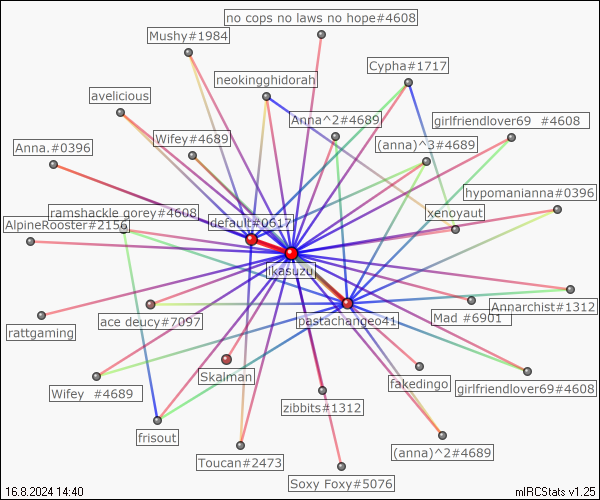 no cops no laws no hope#4608
Mushy#1984
Cypha#1717
neokingghidorah
avelicious
Anna^2#4689
girlfriendlover69 #4608
Wifey#4689
(anna)^3#4689
Anna.#0396
hypomanianna#0396
ramshackle gorey#4608
xenoyaut
AlpineRooster#2156
default#0617
ikasuzu
Annarchist#1312
ace deucy#7097
pastachangeo41
Mad #6901
rattgaming
Skalman
fakedingo
Wifey #4689
girlfriendlover69#4608
zibbits#1312
frisout
(anna)^2#4689
Toucan#2473
Soxy Foxy#5076
16.8.2024 14:40
mIRCStats v1.25